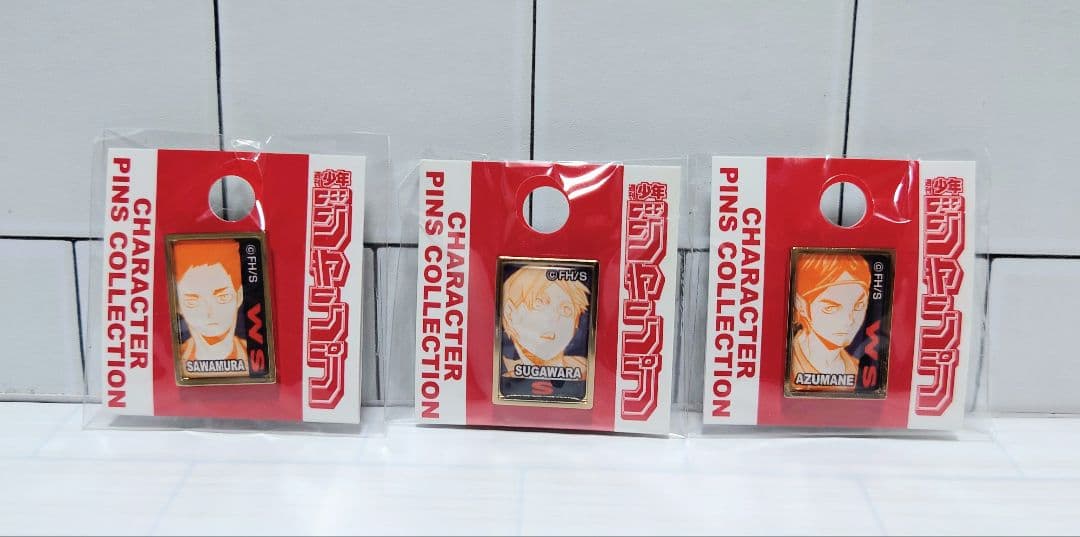 CHARACTER
PINS COLLECTION
週刊少年
ジャンプ
©FH/S
WS
SAWAMURA
CHARACTER
PINS COLLECTION
週刊少年
ジャンプ
©FH/S
SUGAWARA
S
CHARACTER
PINS COLLECTION
週刊少年
ジャンプ
©FH/S
WS
AZUMANE